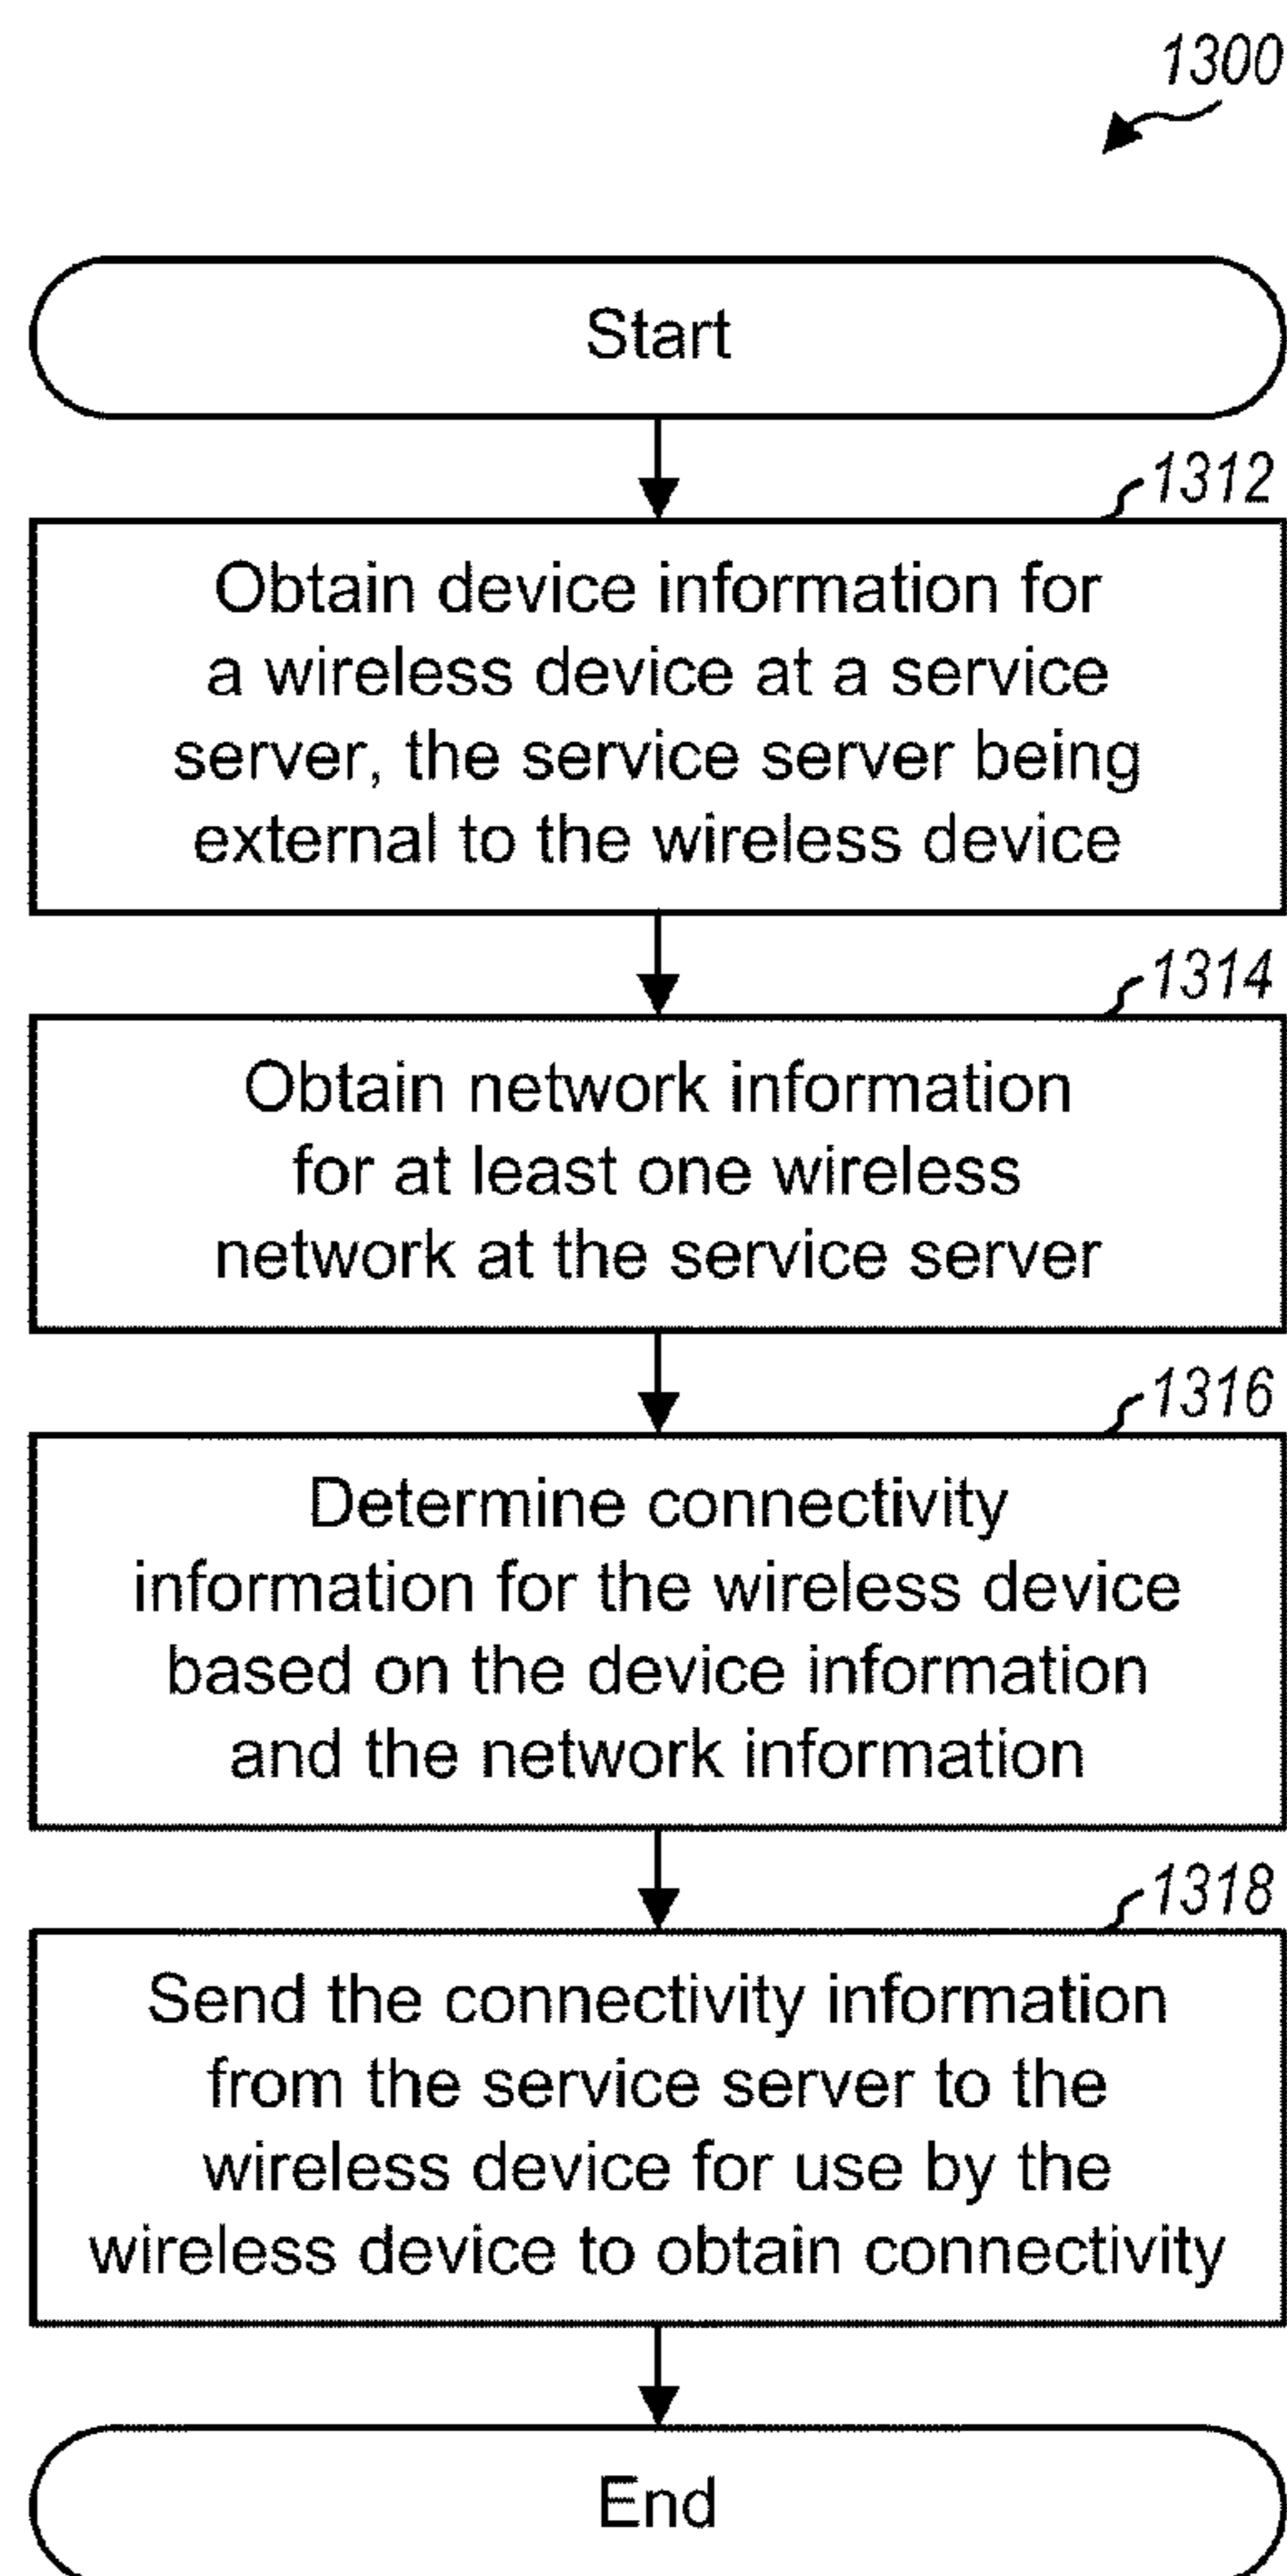 1300
Start
1312
Obtain device information for
a wireless device at a service
server, the service server being
external to the wireless device
1314
Obtain network information
for at least one wireless
network at the service server
1316
Determine connectivity
information for the wireless device
based on the device information
and the network information
1318
Send the connectivity information
from the service server to the
wireless device for use by the
wireless device to obtain connectivity
End